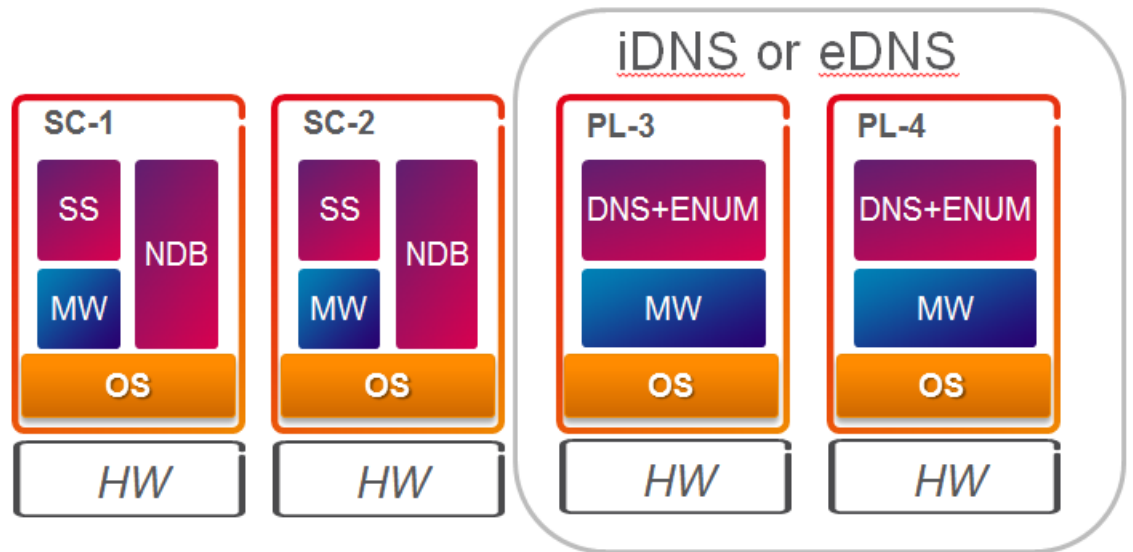 iDNS or eDNS
SC-1
SS
NDB
MW
OS
HW
SC-2
SS
NDB
MW
OS
HW
PL-3
DNS+ENUM
MW
OS
HW
PL-4
DNS+ENUM
MW
OS
HW